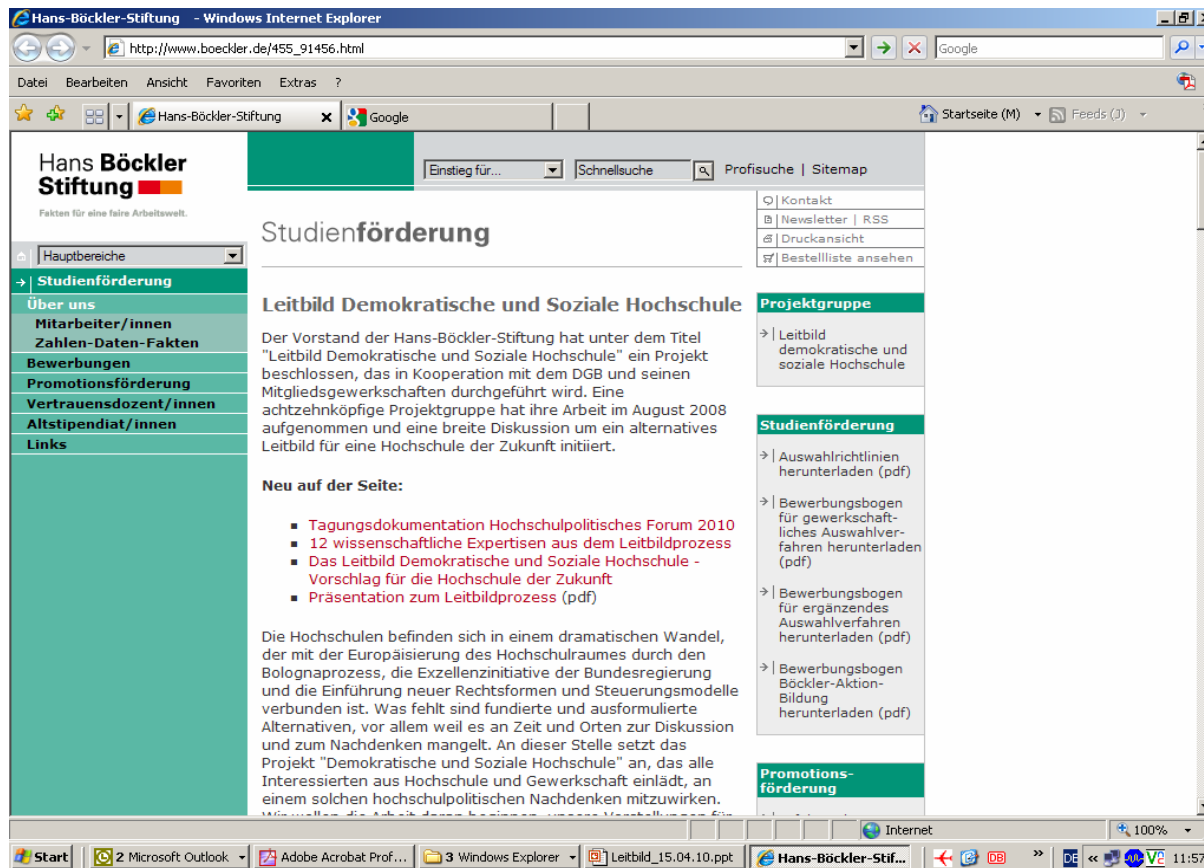 Hans-Böckler-Stiftung - Windows Internet Explorer
http://www.boeckler.de/455_91456.html
Google
Datei Bearbeiten Ansicht Favoriten Extras ?
Hans-Böckler-Stiftung
Google
Startseite (M)
Feeds (J)
Hans Böckler
Stiftung
Fakten für eine faire Arbeitswelt.
Hauptbereiche
Studienförderung
Über uns
Mitarbeiter/innen
Zahlen-Daten-Fakten
Bewerbungen
Promotionsförderung
Vertrauensdozent/innen
Altstipendiat/innen
Links
Einstieg für...
Schnellsuche
Profisuche | Sitemap
Studienförderung
Kontakt
Newsletter | RSS
Druckansicht
Bestellliste ansehen
Leitbild Demokratische und Soziale Hochschule
Der Vorstand der Hans-Böckler-Stiftung hat unter dem Titel
"Leitbild Demokratische und Soziale Hochschule" ein Projekt
beschlossen, das in Kooperation mit dem DGB und seinen
Mitgliedsgewerkschaften durchgeführt wird. Eine
achtzehnköpfige Projektgruppe hat ihre Arbeit im August 2008
aufgenommen und eine breite Diskussion um ein alternatives
Leitbild für eine Hochschule der Zukunft initiiert.
Neu auf der Seite:
Tagungsdokumentation Hochschulpolitisches Forum 2010
12 wissenschaftliche Expertisen aus dem Leitbildprozess
Das Leitbild Demokratische und Soziale Hochschule -
Vorschlag für die Hochschule der Zukunft
Präsentation zum Leitbildprozess (pdf)
Die Hochschulen befinden sich in einem dramatischen Wandel,
der mit der Europäisierung des Hochschulraumes durch den
Bolognaprozess, die Exzellenzinitiative der Bundesregierung
und die Einführung neuer Rechtsformen und Steuerungsmodelle
verbunden ist. Was fehlt sind fundierte und ausformulierte
Alternativen, vor allem weil es an Zeit und Orten zur Diskussion
und zum Nachdenken mangelt. An dieser Stelle setzt das
Projekt "Demokratische und Soziale Hochschule" an, das alle
Interessierten aus Hochschule und Gewerkschaft einlädt, an
einem solchen hochschulpolitischen Nachdenken mitzuwirken.
Projektgruppe
Leitbild
demokratische und
soziale Hochschule
Studienförderung
Auswahlrichtlinien
herunterladen (pdf)
Bewerbungsbogen
für gewerkschaft-
liches Auswahlver-
fahren herunterladen
(pdf)
Bewerbungsbogen
für ergänzendes
Auswahlverfahren
herunterladen (pdf)
Bewerbungsbogen
Böckler-Aktion-
Bildung
herunterladen (pdf)
Promotions-
förderung
Internet
100%
Start
2 Microsoft Outlook
Adobe Acrobat Prof...
3 Windows Explorer
Leitbild_15.04.10.ppt
Hans-Böckler-Stif...
DB
DE
11:57